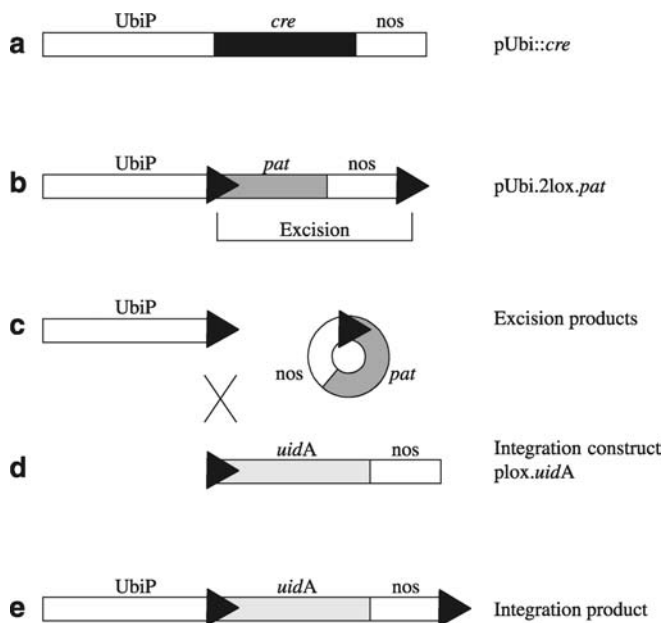 UbiP cre nos
a pUbi::cre
UbiP pat nos
b pUbi.2lox.pat
Excision
UbiP
c Excision products
nos pat
uidA nos
d Integration construct
plox.uidA
UbiP uidA nos
e Integration product